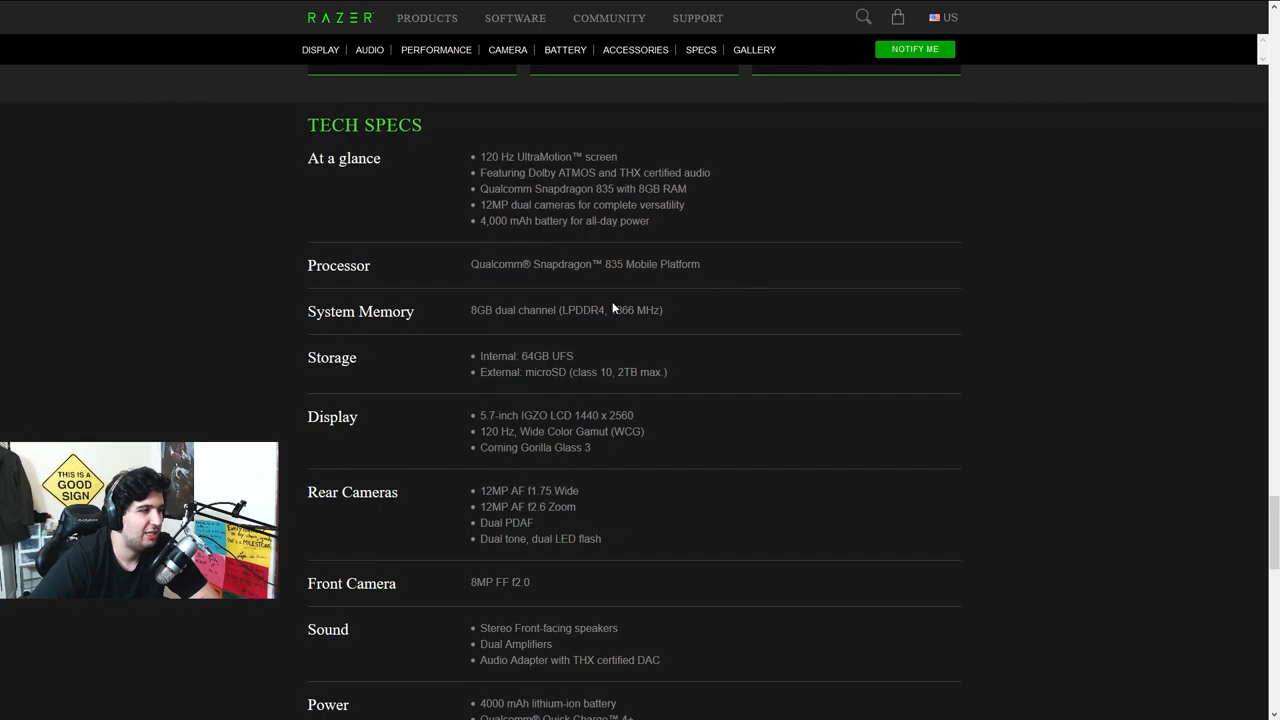 RAZER PRODUCTS SOFTWARE COMMUNITY SUPPORT US
DISPLAY AUDIO PERFORMANCE CAMERA BATTERY ACCESSORIES SPECS GALLERY NOTIFY ME
TECH SPECS
At a glance
• 120 Hz UltraMotion™ screen
• Featuring Dolby ATMOS and THX certified audio
• Qualcomm Snapdragon 835 with 8GB RAM
• 12MP dual cameras for complete versatility
• 4,000 mAh battery for all-day power
Processor Qualcomm® Snapdragon™ 835 Mobile Platform
System Memory 8GB dual channel (LPDDR4, MHz)
Storage
• Internal: 64GB UFS
• External: microSD (class 10, 2TB max.)
Display
• 5.7-inch IGZO LCD 1440 x 2560
• 120 Hz, Wide Color Gamut (WCG)
• Corning Gorilla Glass 3
Rear Cameras
• 12MP AF f1.75 Wide
• 12MP AF f2.6 Zoom
• Dual PDAF
• Dual tone, dual LED flash
Front Camera 8MP FF f2.0
Sound
• Stereo Front-facing speakers
• Dual Amplifiers
• Audio Adapter with THX certified DAC
Power
• 4000 mAh lithium-ion battery
• Qualcomm® Quick Charge™ 4+
THIS IS A
GOOD
SIGN